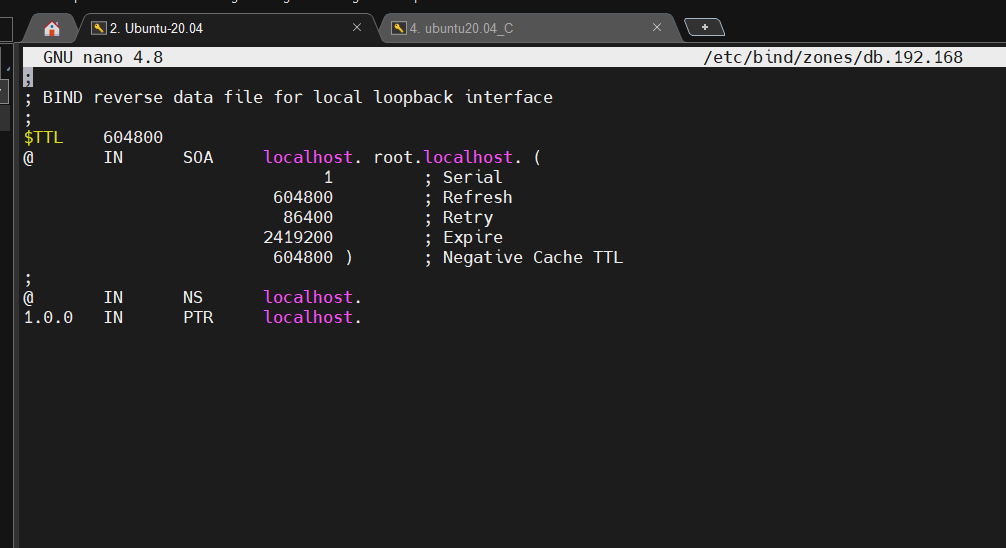 2. Ubuntu-20.04
4. ubuntu20.04_C
GNU nano 4.8 /etc/bind/zones/db.192.168
;
; BIND reverse data file for local loopback interface
;
$TTL 604800
@ IN SOA localhost. root.localhost. (
1 ; Serial
604800 ; Refresh
86400 ; Retry
2419200 ; Expire
604800 ) ; Negative Cache TTL
;
@ IN NS localhost.
1.0.0 IN PTR localhost.